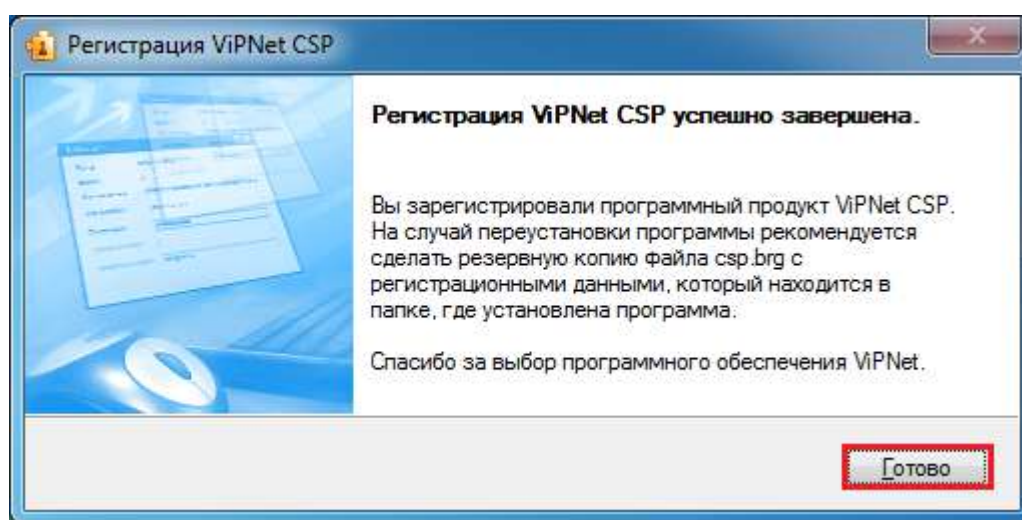 Регистрация ViPNet CSP
Регистрация ViPNet CSP успешно завершена.
Вы зарегистрировали программный продукт ViPNet CSP.
На случай переустановки программы рекомендуется
сделать резервную копию файла csp.brg с
регистрационными данными, который находится в
папке, где установлена программа.
Спасибо за выбор программного обеспечения ViPNet.
Готово